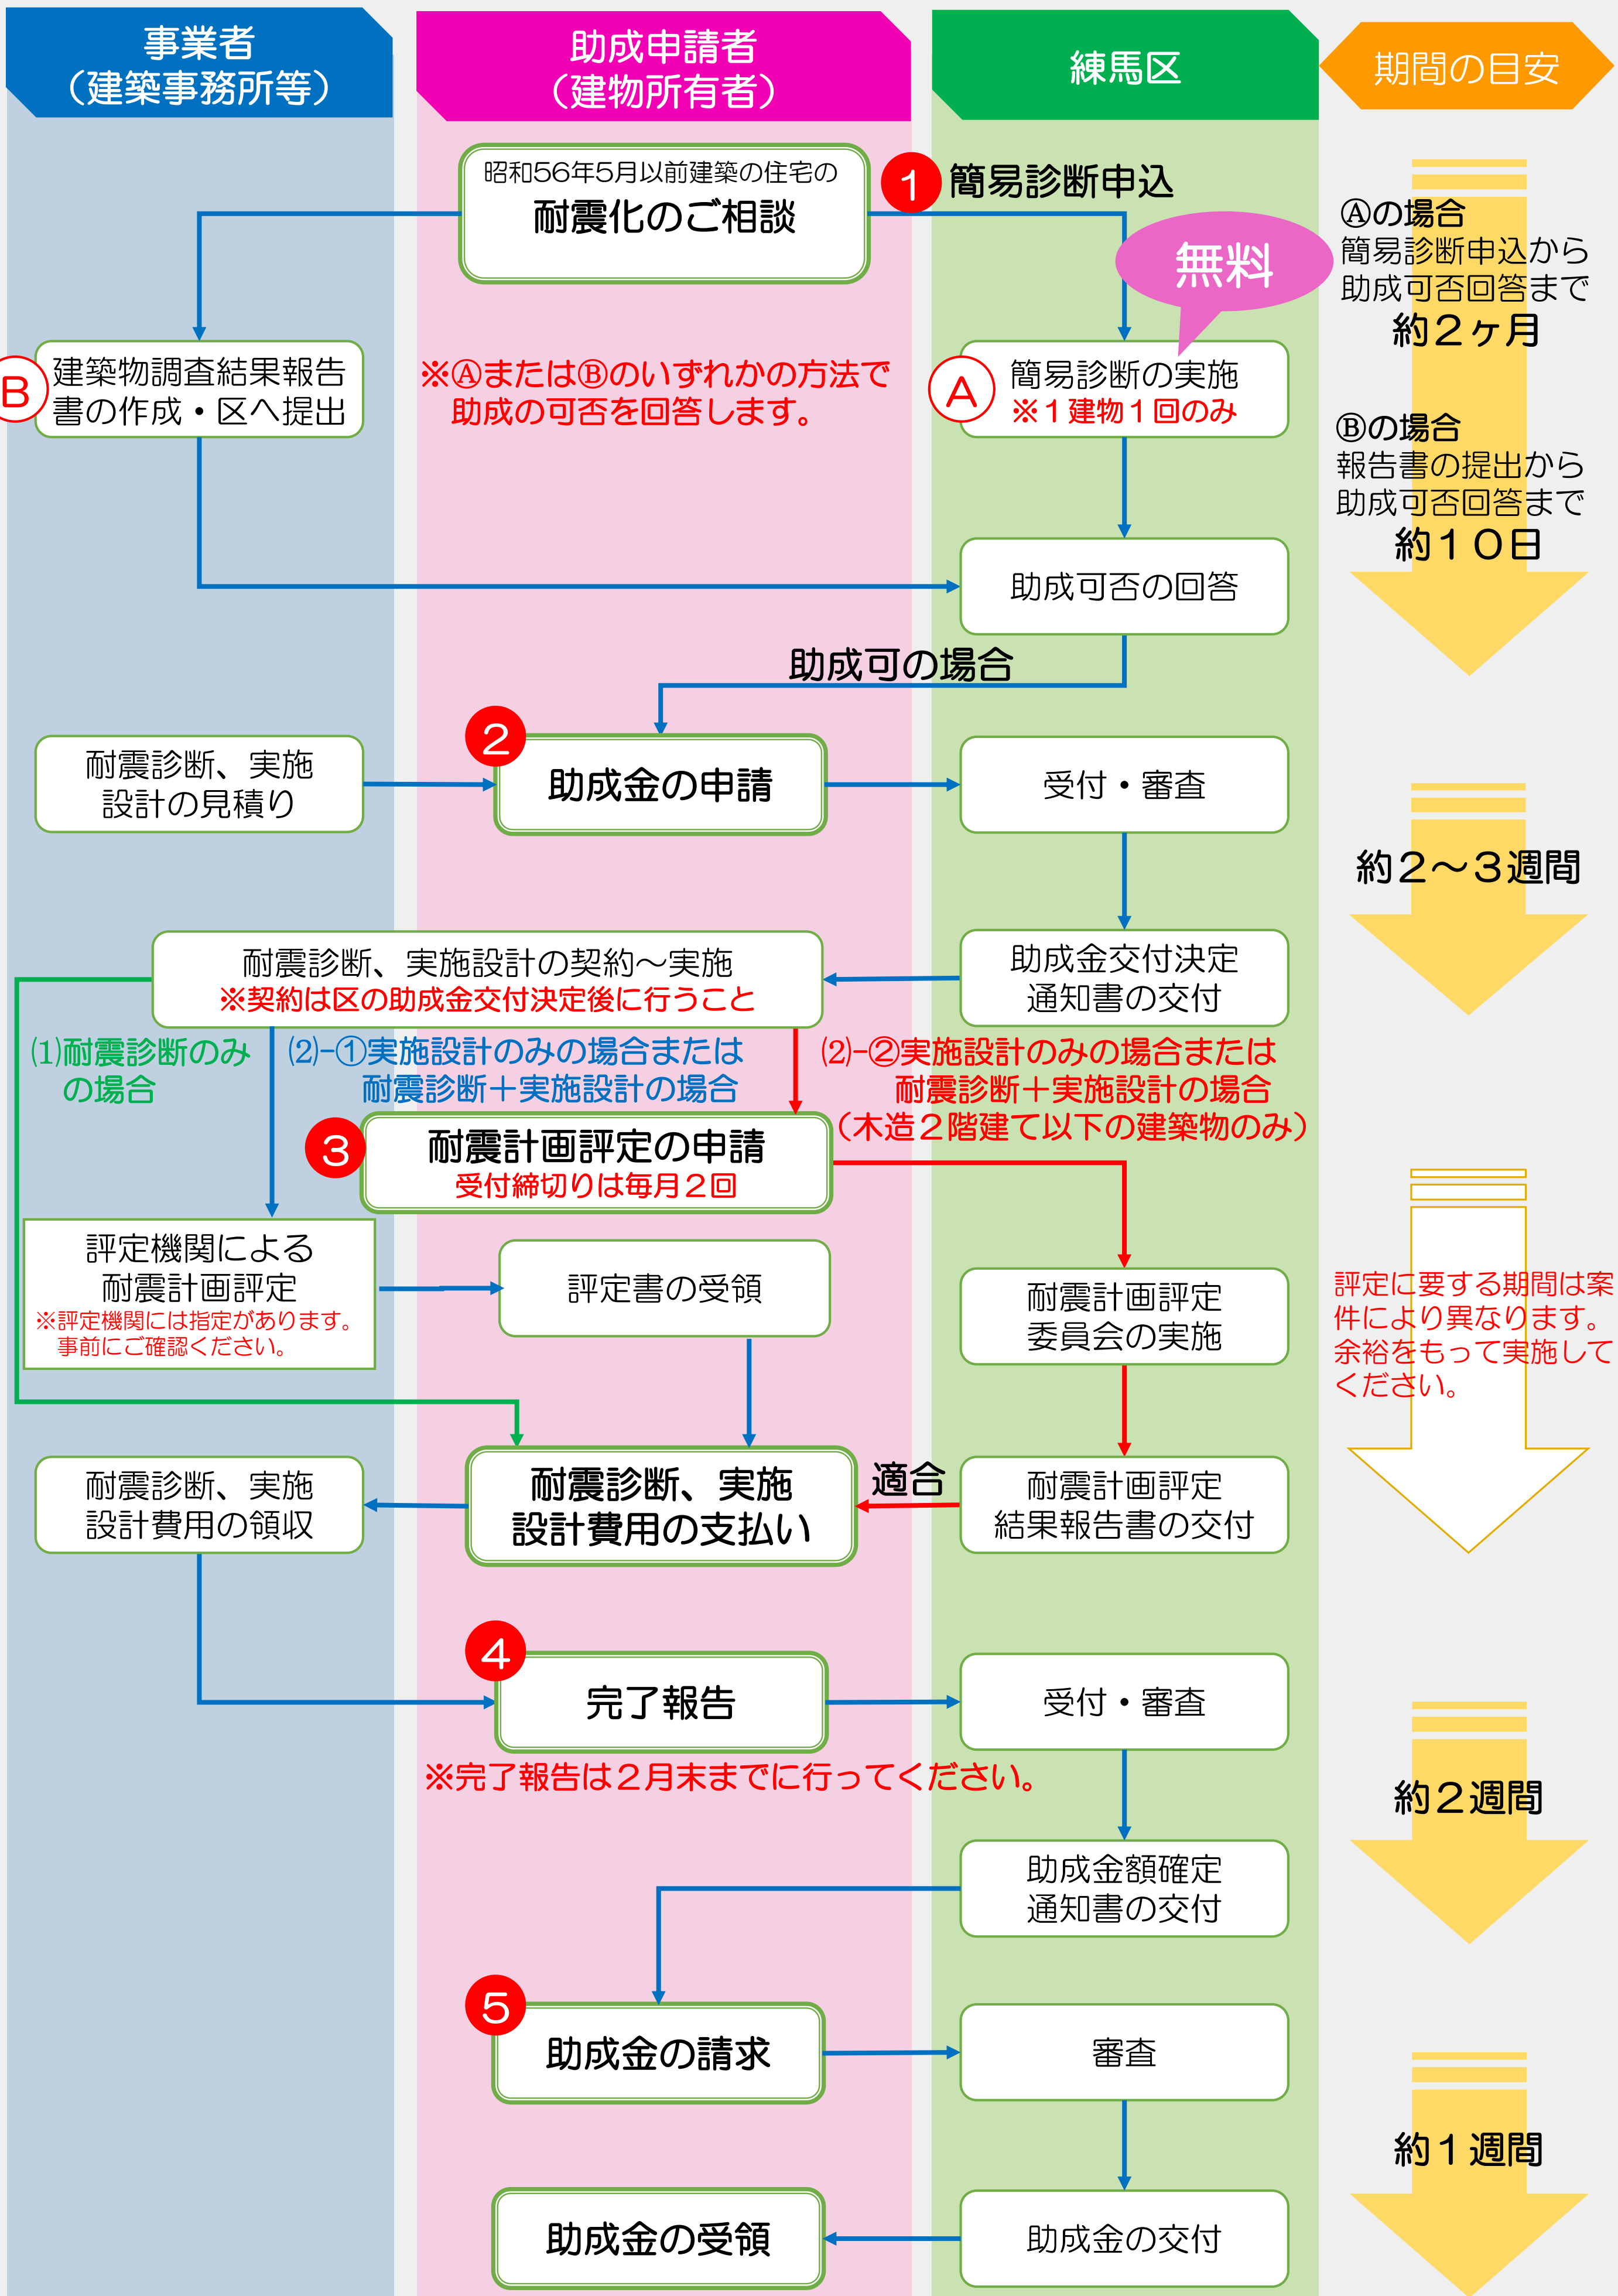 事業者
（建築事務所等）
助成申請者
（建物所有者）
練馬区
期間の目安
昭和56年5月以前建築の住宅の
耐震化のご相談
1 簡易診断申込
無料
Ⓐの場合
簡易診断申込から
助成可否回答まで
約２ヶ月
B
建築物調査結果報告
書の作成・区へ提出
※ⒶまたはⒷのいずれかの方法で
助成の可否を回答します。
A
簡易診断の実施
※１建物１回のみ
Ⓑの場合
報告書の提出から
助成可否回答まで
約１０日
助成可否の回答
助成可の場合
耐震診断、実施
設計の見積り
2
助成金の申請
受付・審査
約２～３週間
耐震診断、実施設計の契約～実施
※契約は区の助成金交付決定後に行うこと
助成金交付決定
通知書の交付
⑴耐震診断のみ
の場合
⑵-①実施設計のみの場合または
耐震診断＋実施設計の場合
⑵-②実施設計のみの場合または
耐震診断＋実施設計の場合
（木造２階建て以下の建築物のみ）
3
耐震計画評定の申請
受付締切りは毎月２回
評定機関による
耐震計画評定
※評定機関には指定があります。
事前にご確認ください。
評定書の受領
耐震計画評定
委員会の実施
評定に要する期間は案
件により異なります。
余裕をもって実施して
ください。
耐震診断、実施
設計費用の領収
耐震診断、実施
設計費用の支払い
適合
耐震計画評定
結果報告書の交付
4
完了報告
受付・審査
※完了報告は２月末までに行ってください。
約２週間
助成金額確定
通知書の交付
5
助成金の請求
審査
約１週間
助成金の受領
助成金の交付